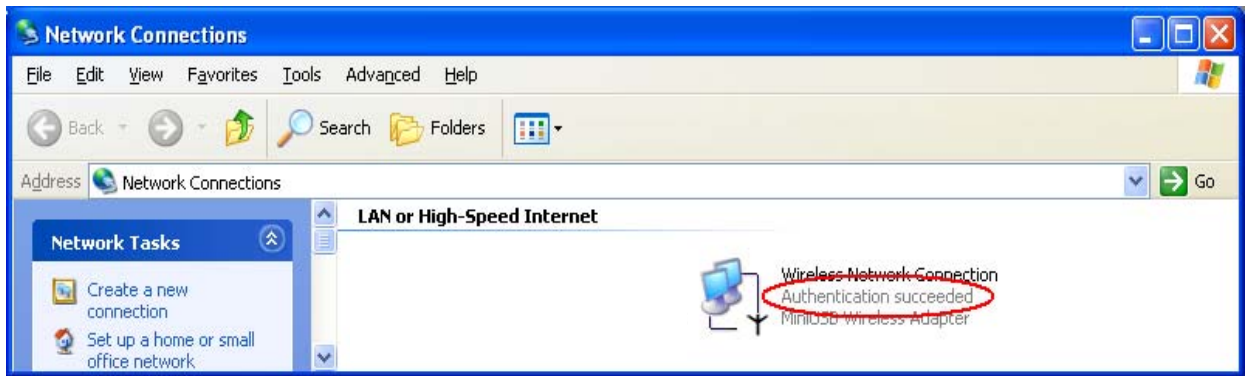 Network Connections
File Edit View Favorites Tools Advanced Help
Back Search Folders
Address Network Connections Go
LAN or High-Speed Internet
Network Tasks
Create a new
connection
Set up a home or small
office network
Wireless Network Connection
Authentication succeeded
MiniUSB Wireless Adapter